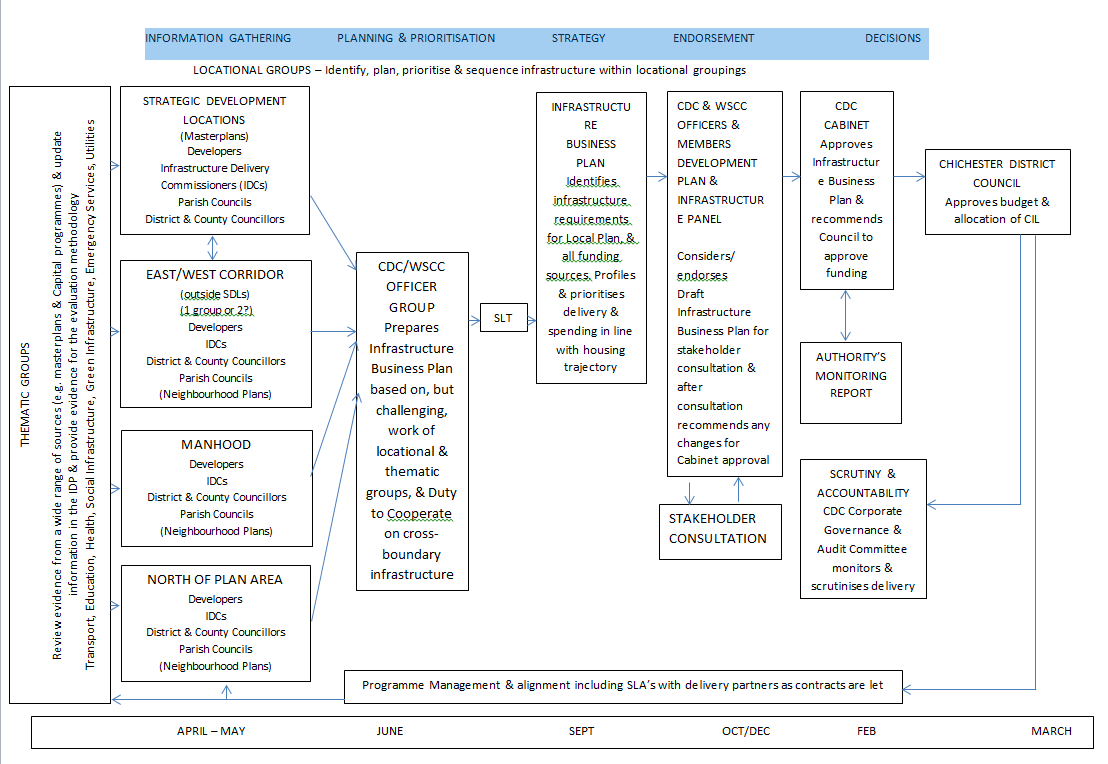 INFORMATION GATHERING PLANNING & PRIORITISATION STRATEGY ENDORSEMENT DECISIONS
LOCATIONAL GROUPS – Identify, plan, prioritise & sequence infrastructure within locational groupings
THEMATIC GROUPS
Review evidence from a wide range of sources (e.g. masterplans & Capital programmes) & update
information in the IDP & provide evidence for the evaluation methodology
Transport, Education, Health, Social Infrastructure, Green Infrastructure, Emergency Services, Utilities
STRATEGIC DEVELOPMENT
LOCATIONS
(Masterplans)
Developers
Infrastructure Delivery
Commissioners (IDCs)
Parish Councils
District & County Councillors
EAST/WEST CORRIDOR
(outside SDLs)
(1 group or 2?)
Developers
IDCs
District & County Councillors
Parish Councils
(Neighbourhood Plans)
MANHOOD
Developers
IDCs
District & County Councillors
Parish Councils
(Neighbourhood Plans)
NORTH OF PLAN AREA
Developers
IDCs
District & County Councillors
Parish Councils
(Neighbourhood Plans)
CDC/WSCC
OFFICER
GROUP
Prepares
Infrastructure
Business Plan
based on, but
challenging,
work of
locational &
thematic
groups, & Duty
to Cooperate
on cross-
boundary
infrastructure
SLT
INFRASTRUCTU
RE
BUSINESS
PLAN
Identifies
infrastructure
requirements
for Local Plan, &
all funding
sources. Profiles
& prioritises
delivery &
spending in line
with housing
trajectory
CDC & WSCC
OFFICERS &
MEMBERS
DEVELOPMENT
PLAN &
INFRASTRUCTUR
E PANEL
Considers/
endorses
Draft
Infrastructure
Business Plan for
stakeholder
consultation &
after
consultation
recommends any
changes for
Cabinet approval
STAKEHOLDER
CONSULTATION
CDC
CABINET
Approves
Infrastructur
e Business
Plan &
recommends
Council to
approve
funding
AUTHORITY'S
MONITORING
REPORT
SCRUTINY &
ACCOUNTABILITY
CDC Corporate
Governance &
Audit Committee
monitors &
scrutinises delivery
CHICHESTER DISTRICT
COUNCIL
Approves budget &
allocation of CIL
Programme Management & alignment including SLA's with delivery partners as contracts are let
APRIL – MAY JUNE SEPT OCT/DEC FEB MARCH